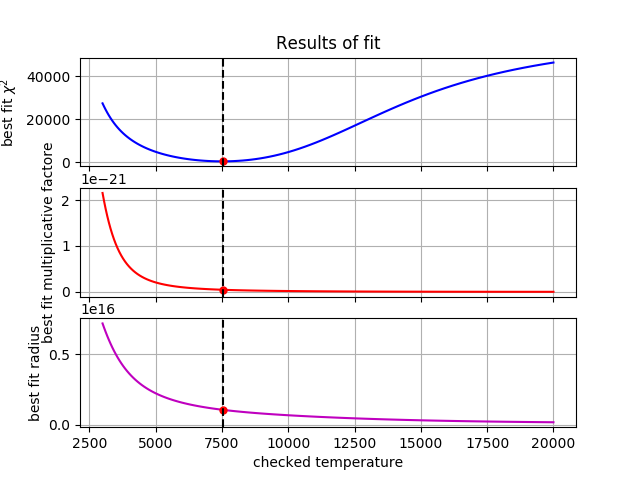 Results of fit
best fit χ²
40000
20000
0
1e−21
best fit multiplicative factore
2
1
0
1e16
best fit radius
0.5
0.0
2500 5000 7500 10000 12500 15000 17500 20000
checked temperature